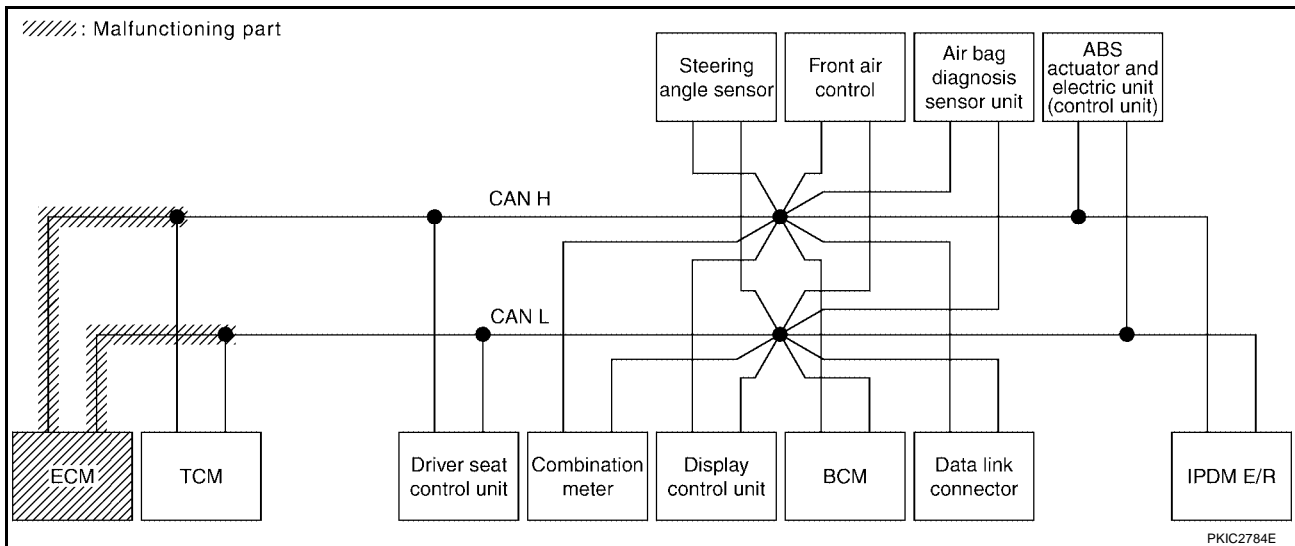 : Malfunctioning part
Steering
angle sensor
Front air
control
Air bag
diagnosis
sensor unit
ABS
actuator and
electric unit
(control unit)
CAN H
CAN L
ECM
TCM
Driver seat
control unit
Combination
meter
Display
control unit
BCM
Data link
connector
IPDM E/R
PKIC2784E